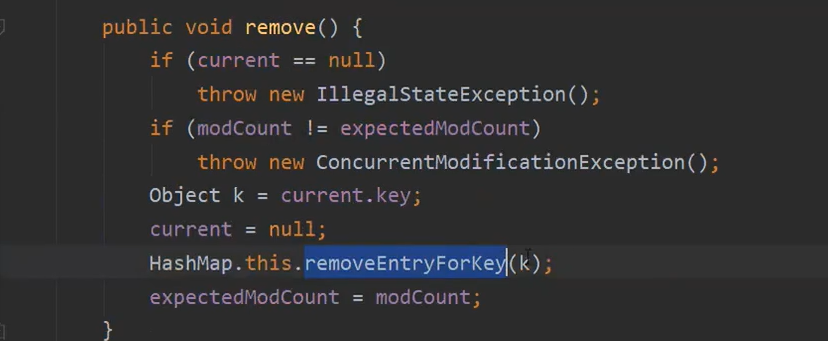 public void remove() {
if (current == null)
throw new IllegalStateException();
if (modCount != expectedModCount)
throw new ConcurrentModificationException();
Object k = current.key;
current = null;
HashMap.this.removeEntryForKey(k);
expectedModCount = modCount;
}